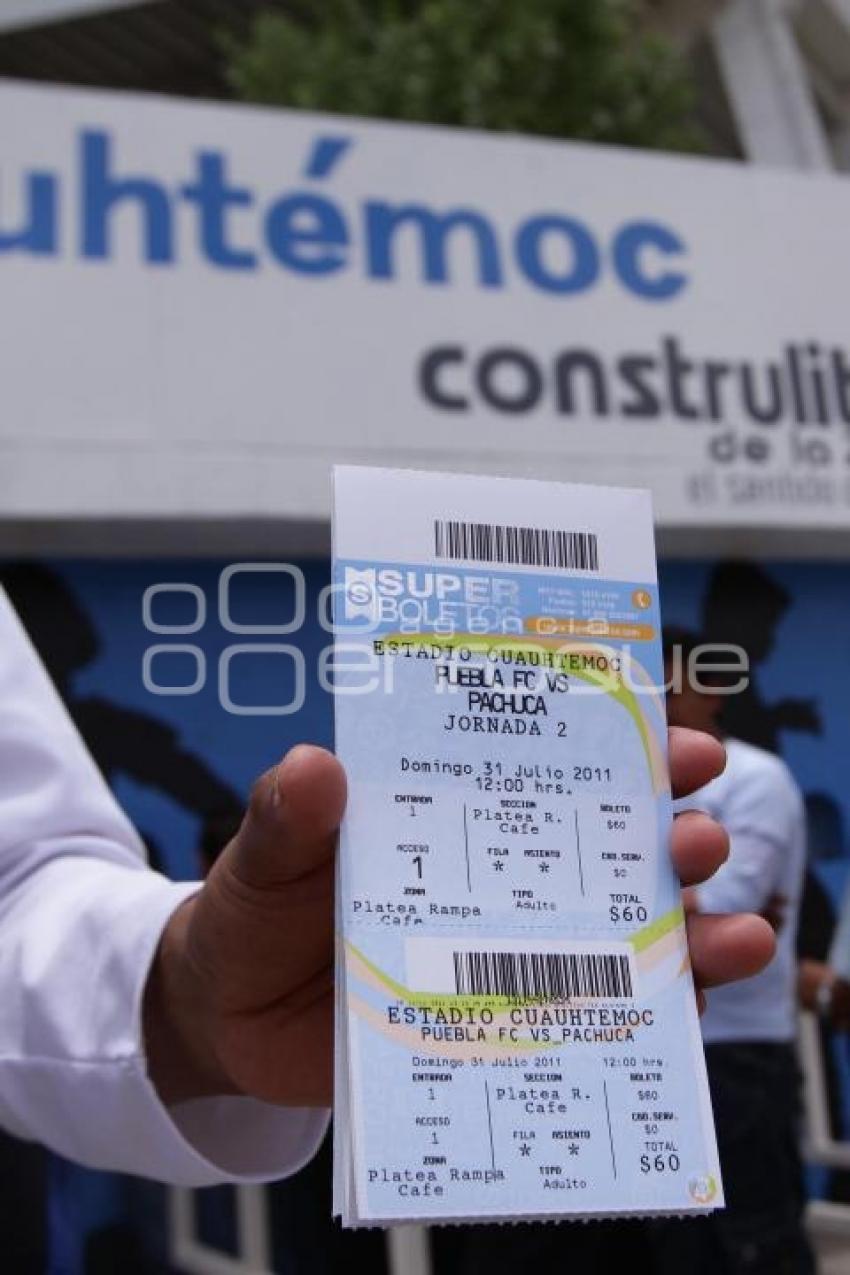 uhtémoc
construlit
de la
el sentido
SUPER
BOLETOS
agencia
enfoque
ESTADIO CUAUHTEMOC
PUEBLA FC VS
PACHUCA
JORNADA 2
Domingo 31 Julio 2011
12:00 hrs.
ENTRADA SECCION BOLETO
1 Platea R. $60
Cafe
ACCESO FILA ASIENTO CGO.SERV.
1 * * $0
ZONA TIPO TOTAL
Platea Rampa Adulto $60
Cafe
ESTADIO CUAUHTEMOC
PUEBLA FC VS PACHUCA
Domingo 31 Julio 2011 12:00 hrs.
ENTRADA SECCION BOLETO
1 Platea R. $60
Cafe
ACCESO FILA ASIENTO CGO.SERV.
1 * * $0
ZONA TIPO TOTAL
Platea Rampa Adulto $60
Cafe